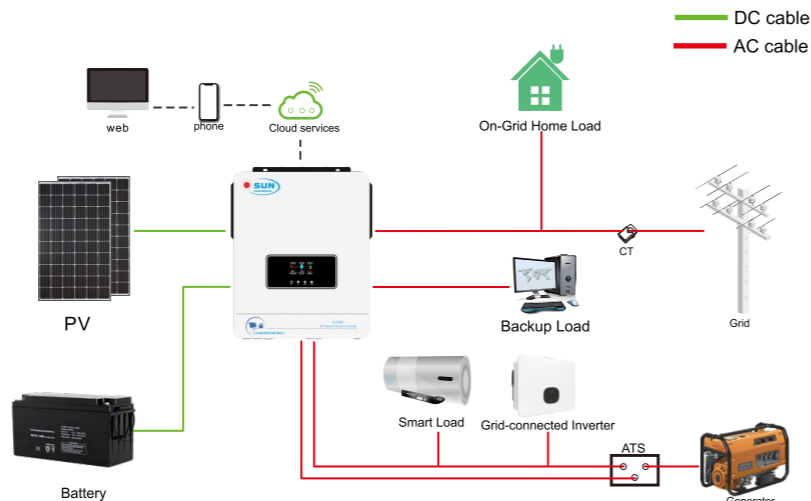 DC cable
AC cable
web
phone
Cloud services
On-Grid Home Load
SUN
PV
CT
Backup Load
Grid
Smart Load
Grid-connected Inverter
ATS
Battery
Generator